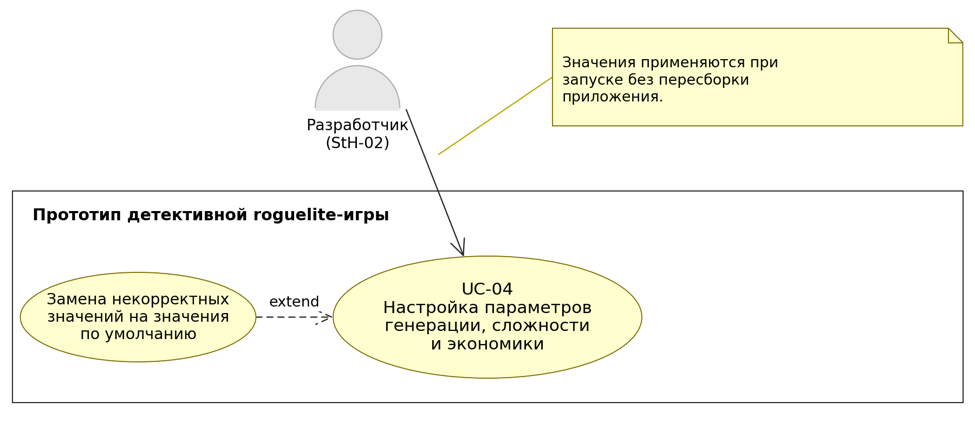 Значения применяются при
запуске без пересборки
приложения.
Разработчик
(StH-02)
Прототип детективной roguelite-игры
Замена некорректных
значений на значения
по умолчанию
extend
UC-04
Настройка параметров
генерации, сложности
и экономики